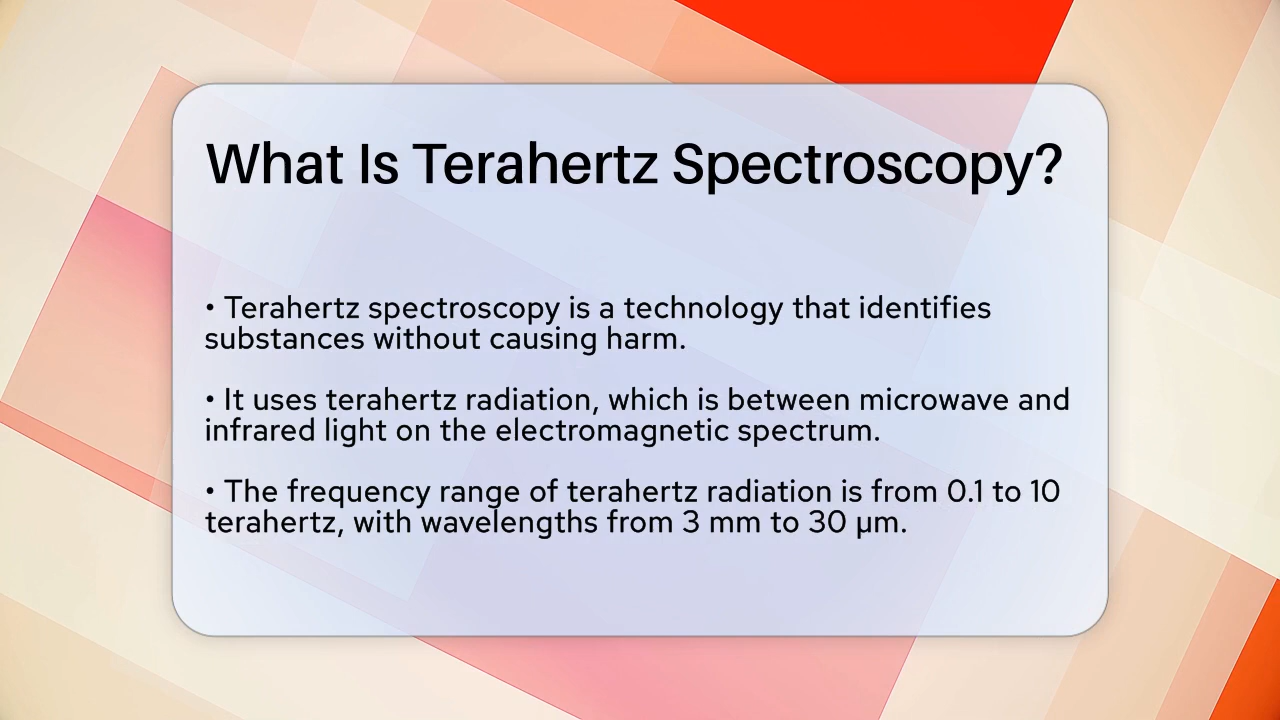 What Is Terahertz Spectroscopy?
• Terahertz spectroscopy is a technology that identifies
substances without causing harm.
• It uses terahertz radiation, which is between microwave and
infrared light on the electromagnetic spectrum.
• The frequency range of terahertz radiation is from 0.1 to 10
terahertz, with wavelengths from 3 mm to 30 µm.